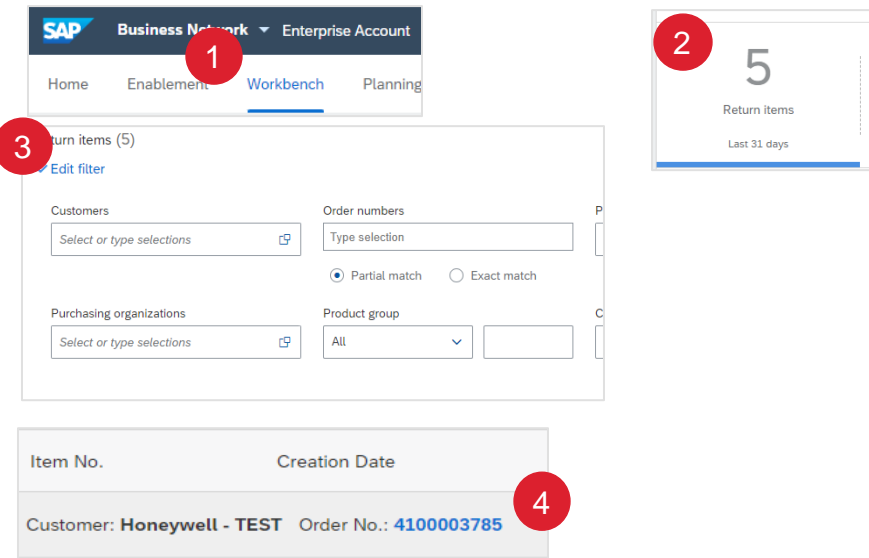 SAP Business Network Enterprise Account
1
Home Enablement Workbench Planning
2
5
Return items
Last 31 days
3
turn items (5)
Edit filter
Customers Order numbers P
Select or type selections Type selection
Partial match Exact match
Purchasing organizations Product group C
Select or type selections All
Item No. Creation Date
4
Customer: Honeywell - TEST Order No.: 4100003785